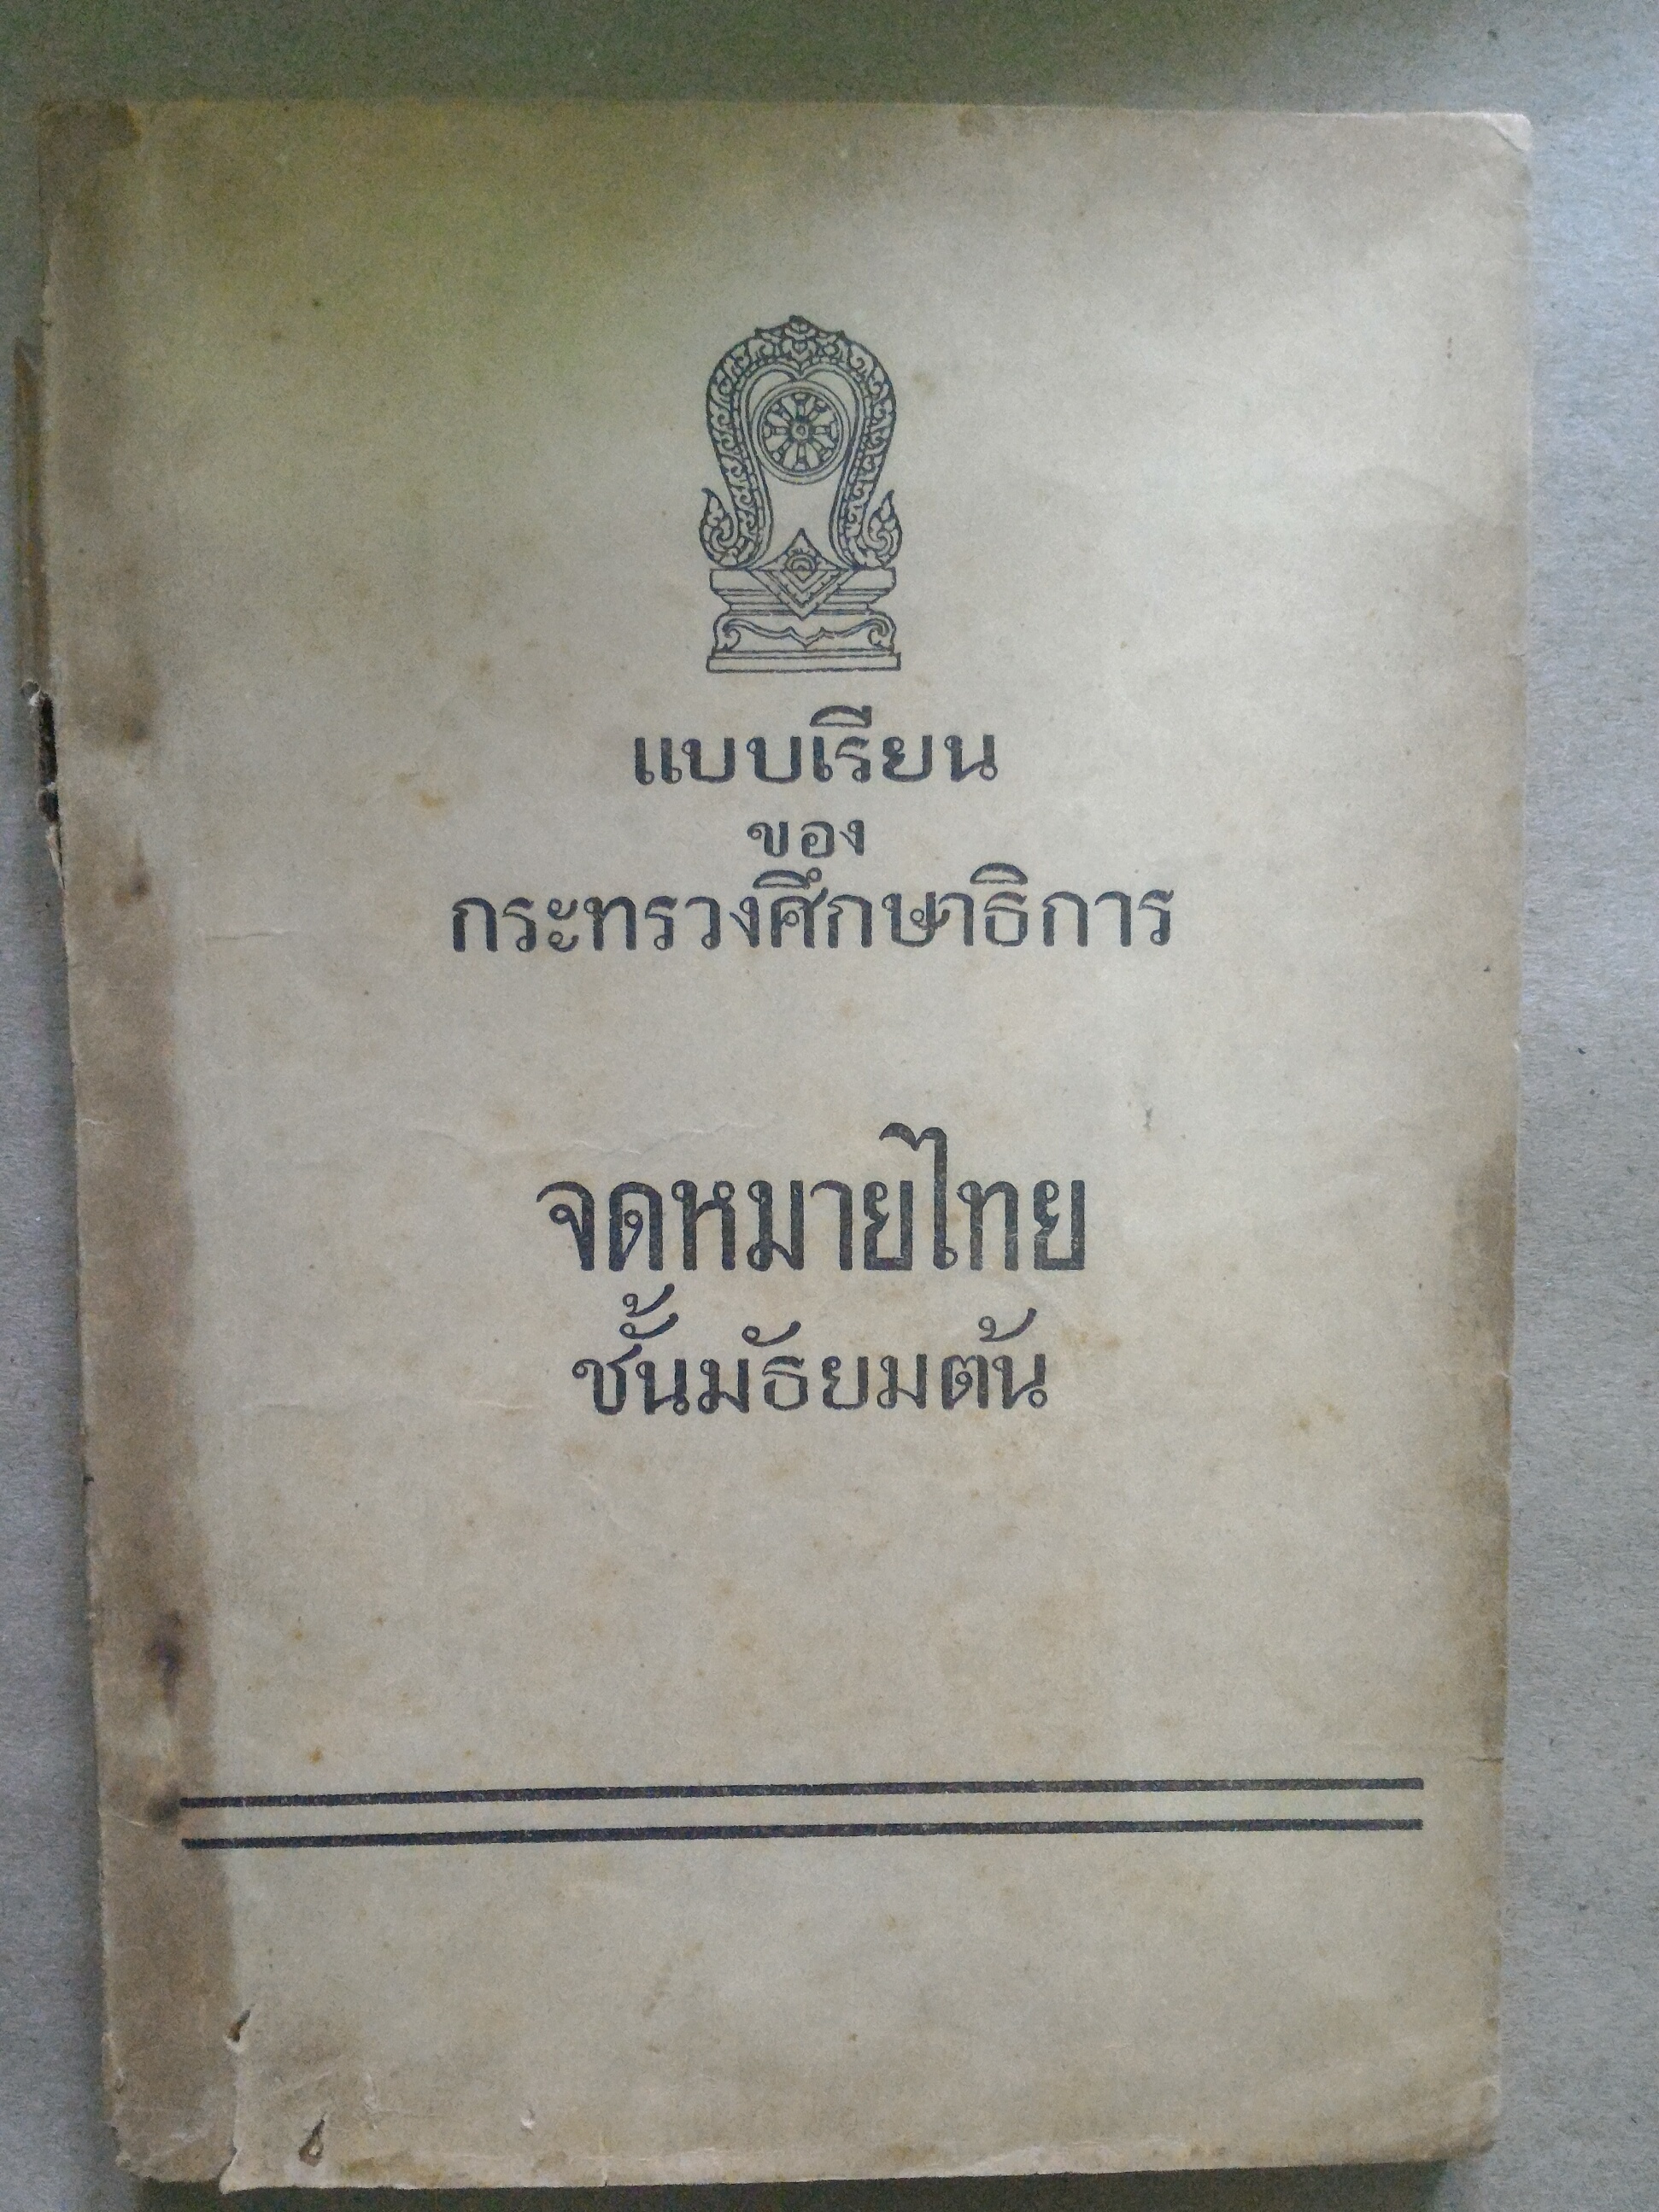 แบบเรียน
ของ
กระทรวงศึกษาธิการ
จดหมายไทย
ชั้นมัธยมต้น